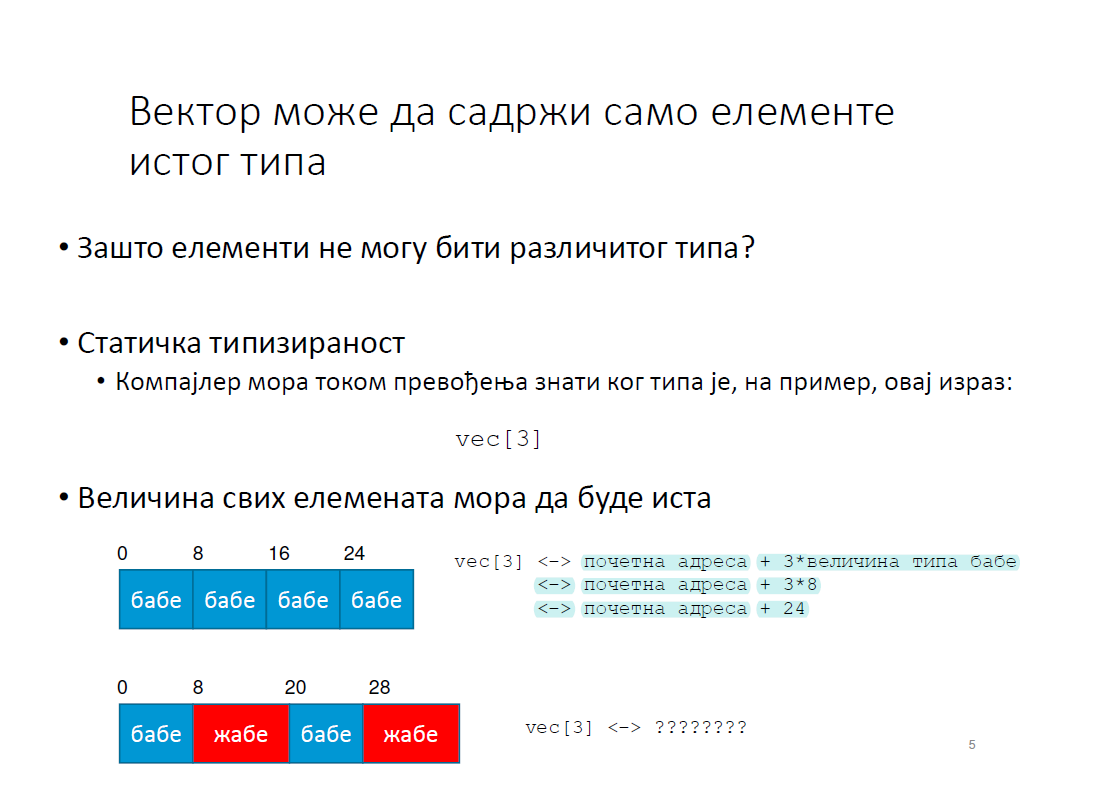 Вектор може да садржи само елементе
истог типа
• Зашто елементи не могу бити различитог типа?
• Статичка типизираност
• Компајлер мора током превођења знати ког типа је, на пример, овај израз:
vec[3]
• Величина свих елемената мора да буде иста
0 8 16 24
бабе бабе бабе бабе
vec[3] <-> почетна адреса + 3*величина типа бабе
<-> почетна адреса + 3*8
<-> почетна адреса + 24
0 8 20 28
бабе жабе бабе жабе
vec[3] <-> ????????
5